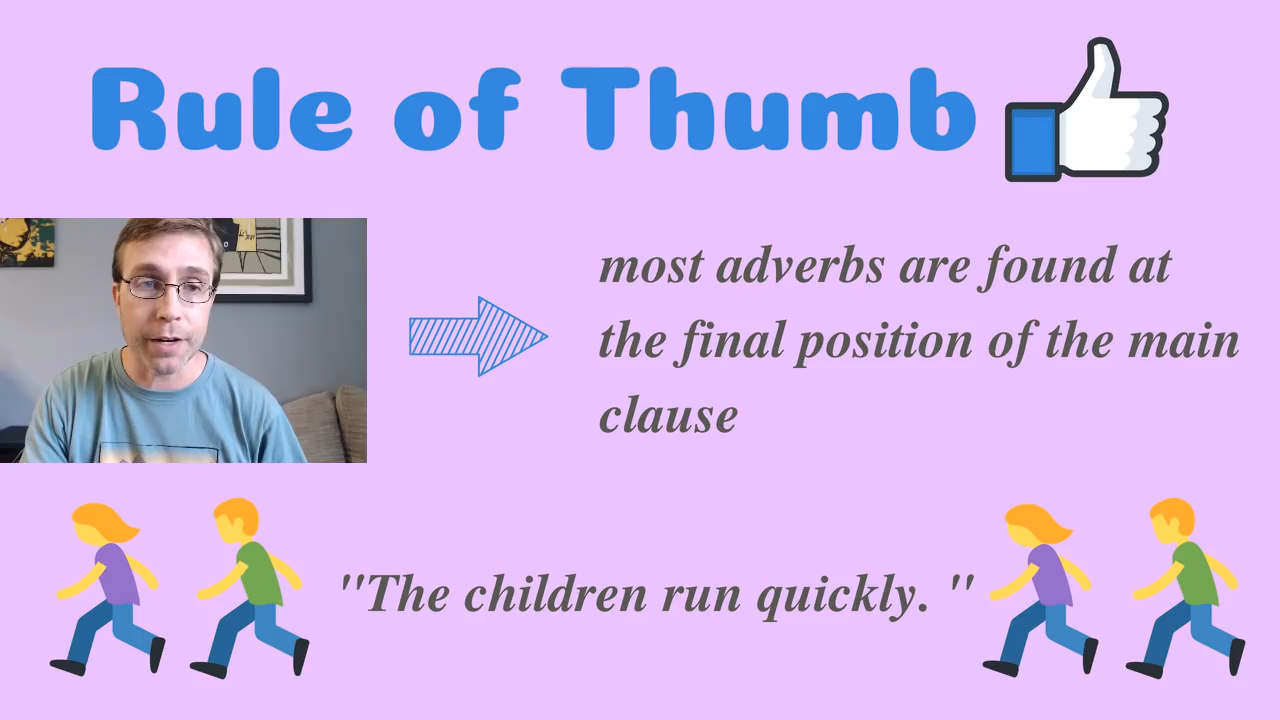 Rule of Thumb
most adverbs are found at
the final position of the main
clause
"The children run quickly. "